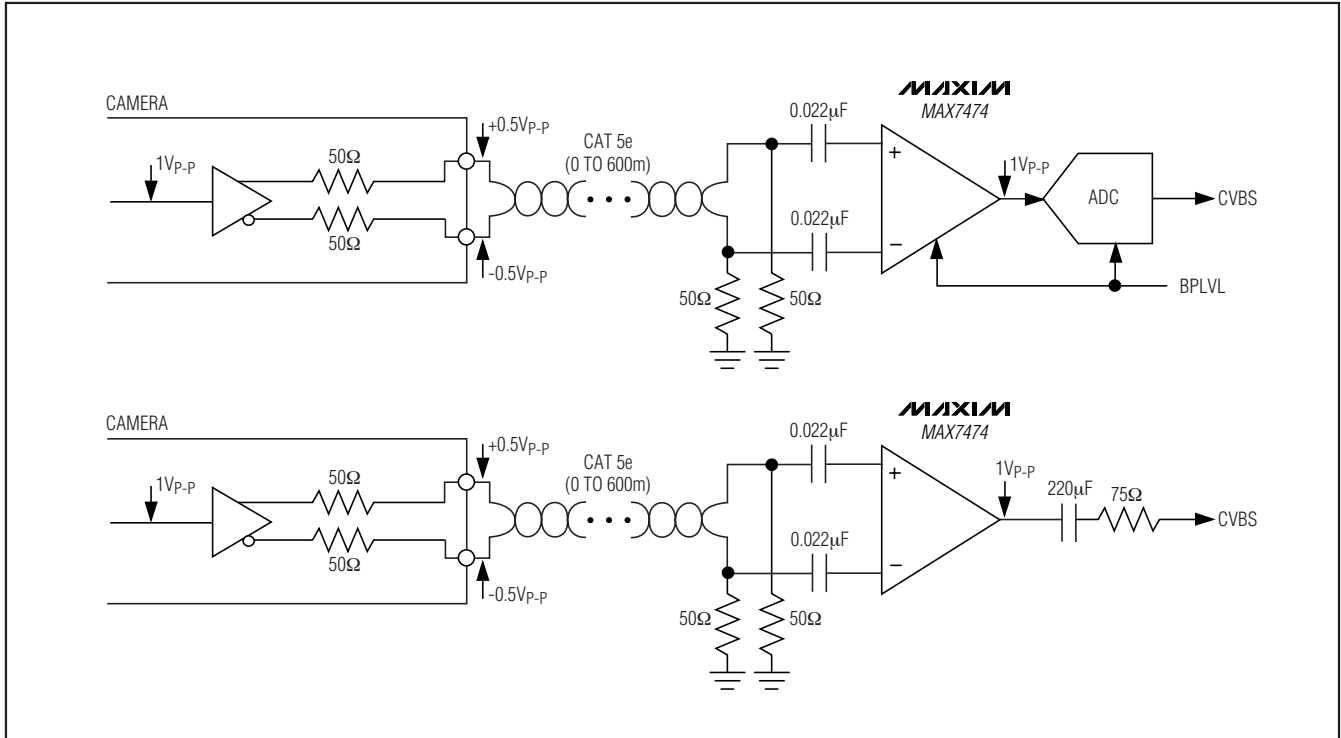 CAMERA
1VP-P
50Ω
50Ω
+0.5VP-P
-0.5VP-P
CAT 5e
(0 TO 600m)
0.022µF
0.022µF
50Ω
50Ω
MAXIM
MAX7474
+
−
1VP-P
ADC
CVBS
BPLVL
CAMERA
1VP-P
50Ω
50Ω
+0.5VP-P
-0.5VP-P
CAT 5e
(0 TO 600m)
0.022µF
0.022µF
50Ω
50Ω
MAXIM
MAX7474
+
−
1VP-P
220µF
75Ω
CVBS